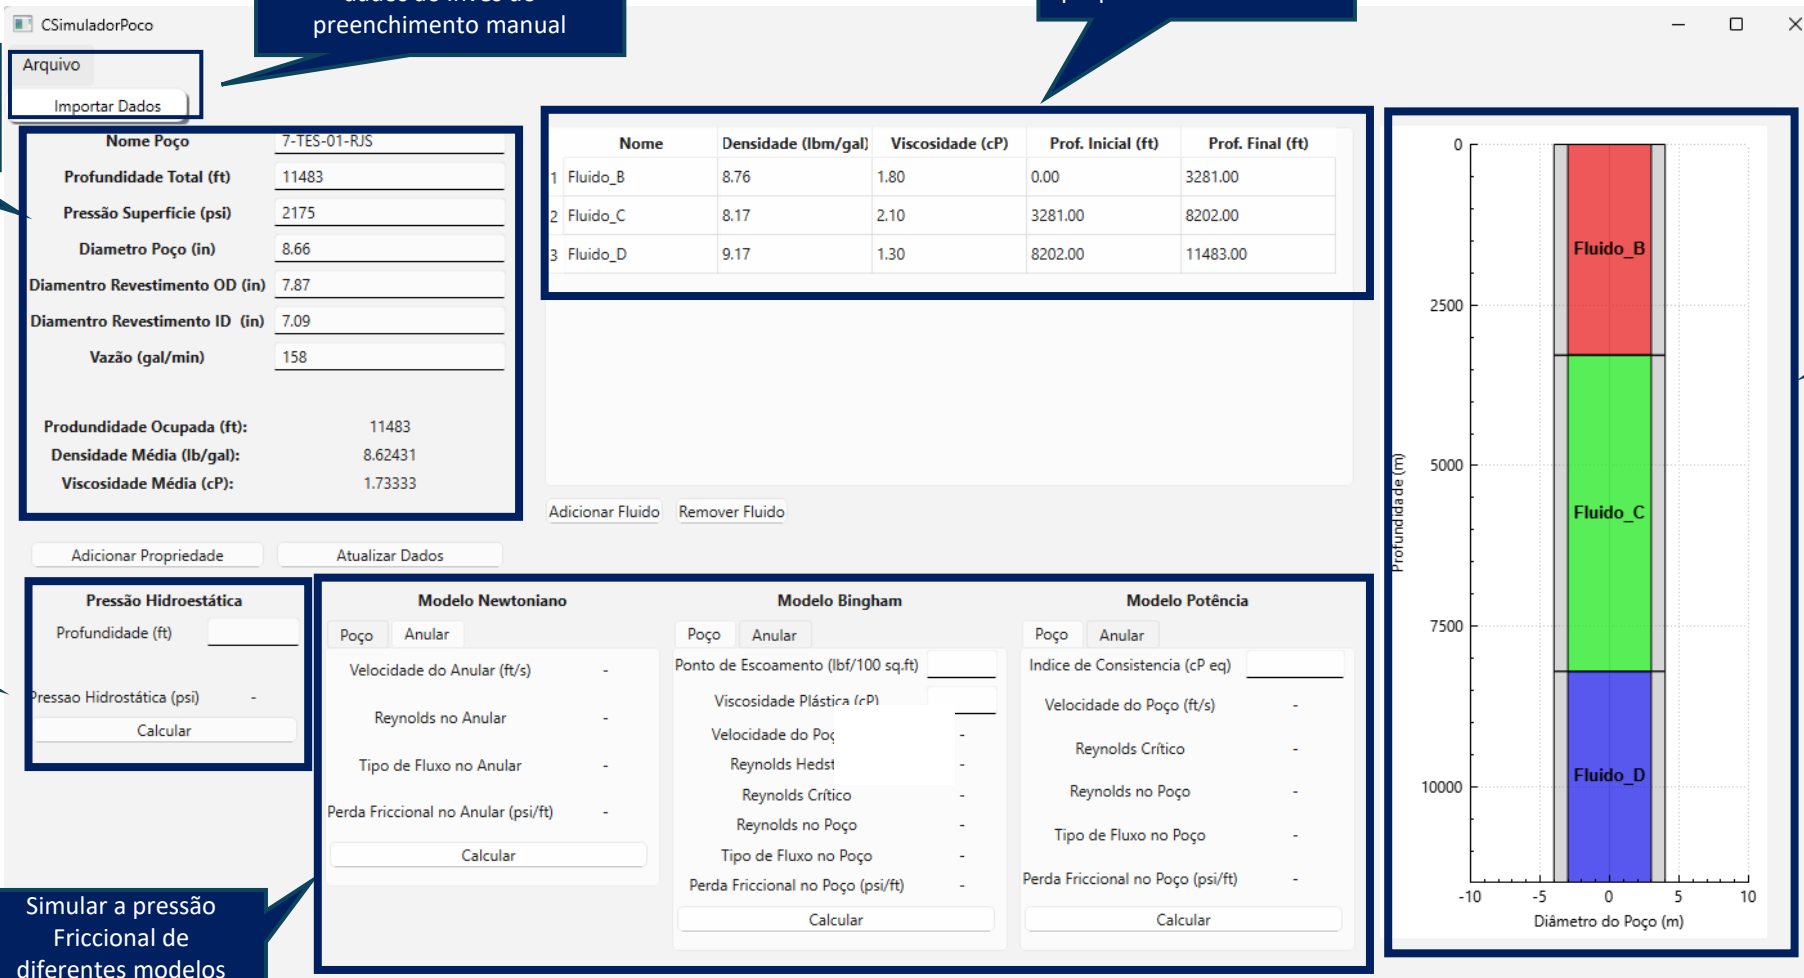 preenchimento manual
CSimuladorPoco
Arquivo
Importar Dados
Nome Poço 7-TES-01-RJS
Profundidade Total (ft) 11483
Pressão Superficie (psi) 2175
Diametro Poço (in) 8.66
Diamentro Revestimento OD (in) 7.87
Diamentro Revestimento ID (in) 7.09
Vazão (gal/min) 158
Produndidade Ocupada (ft): 11483
Densidade Média (lb/gal): 8.62431
Viscosidade Média (cP): 1.73333
Adicionar Propriedade Atualizar Dados
Nome Densidade (lbm/gal) Viscosidade (cP) Prof. Inicial (ft) Prof. Final (ft)
1 Fluido_B 8.76 1.80 0.00 3281.00
2 Fluido_C 8.17 2.10 3281.00 8202.00
3 Fluido_D 9.17 1.30 8202.00 11483.00
Adicionar Fluido Remover Fluido
Pressão Hidroestática
Profundidade (ft)
Pressao Hidrostática (psi) -
Calcular
Modelo Newtoniano
Poço Anular
Velocidade do Anular (ft/s) -
Reynolds no Anular -
Tipo de Fluxo no Anular -
Perda Friccional no Anular (psi/ft) -
Calcular
Modelo Bingham
Poço Anular
Ponto de Escoamento (lbf/100 sq.ft)
Viscosidade Plástica (cP)
Velocidade do -
Reynolds -
Reynolds Crítico -
Reynolds no Poço -
Tipo de Fluxo no Poço -
Perda Friccional no Poço (psi/ft) -
Calcular
Modelo Potência
Poço Anular
Indice de Consistencia (cP eq)
Velocidade do Poço (ft/s) -
Reynolds Crítico -
Reynolds no Poço -
Tipo de Fluxo no Poço -
Perda Friccional no Poço (psi/ft) -
Calcular
Profundidade (m)
0
2500
5000
7500
10000
Fluido_B
Fluido_C
Fluido_D
-10 -5 0 5 10
Diâmetro do Poço (m)
Simular a pressão
Friccional de
diferentes modelos